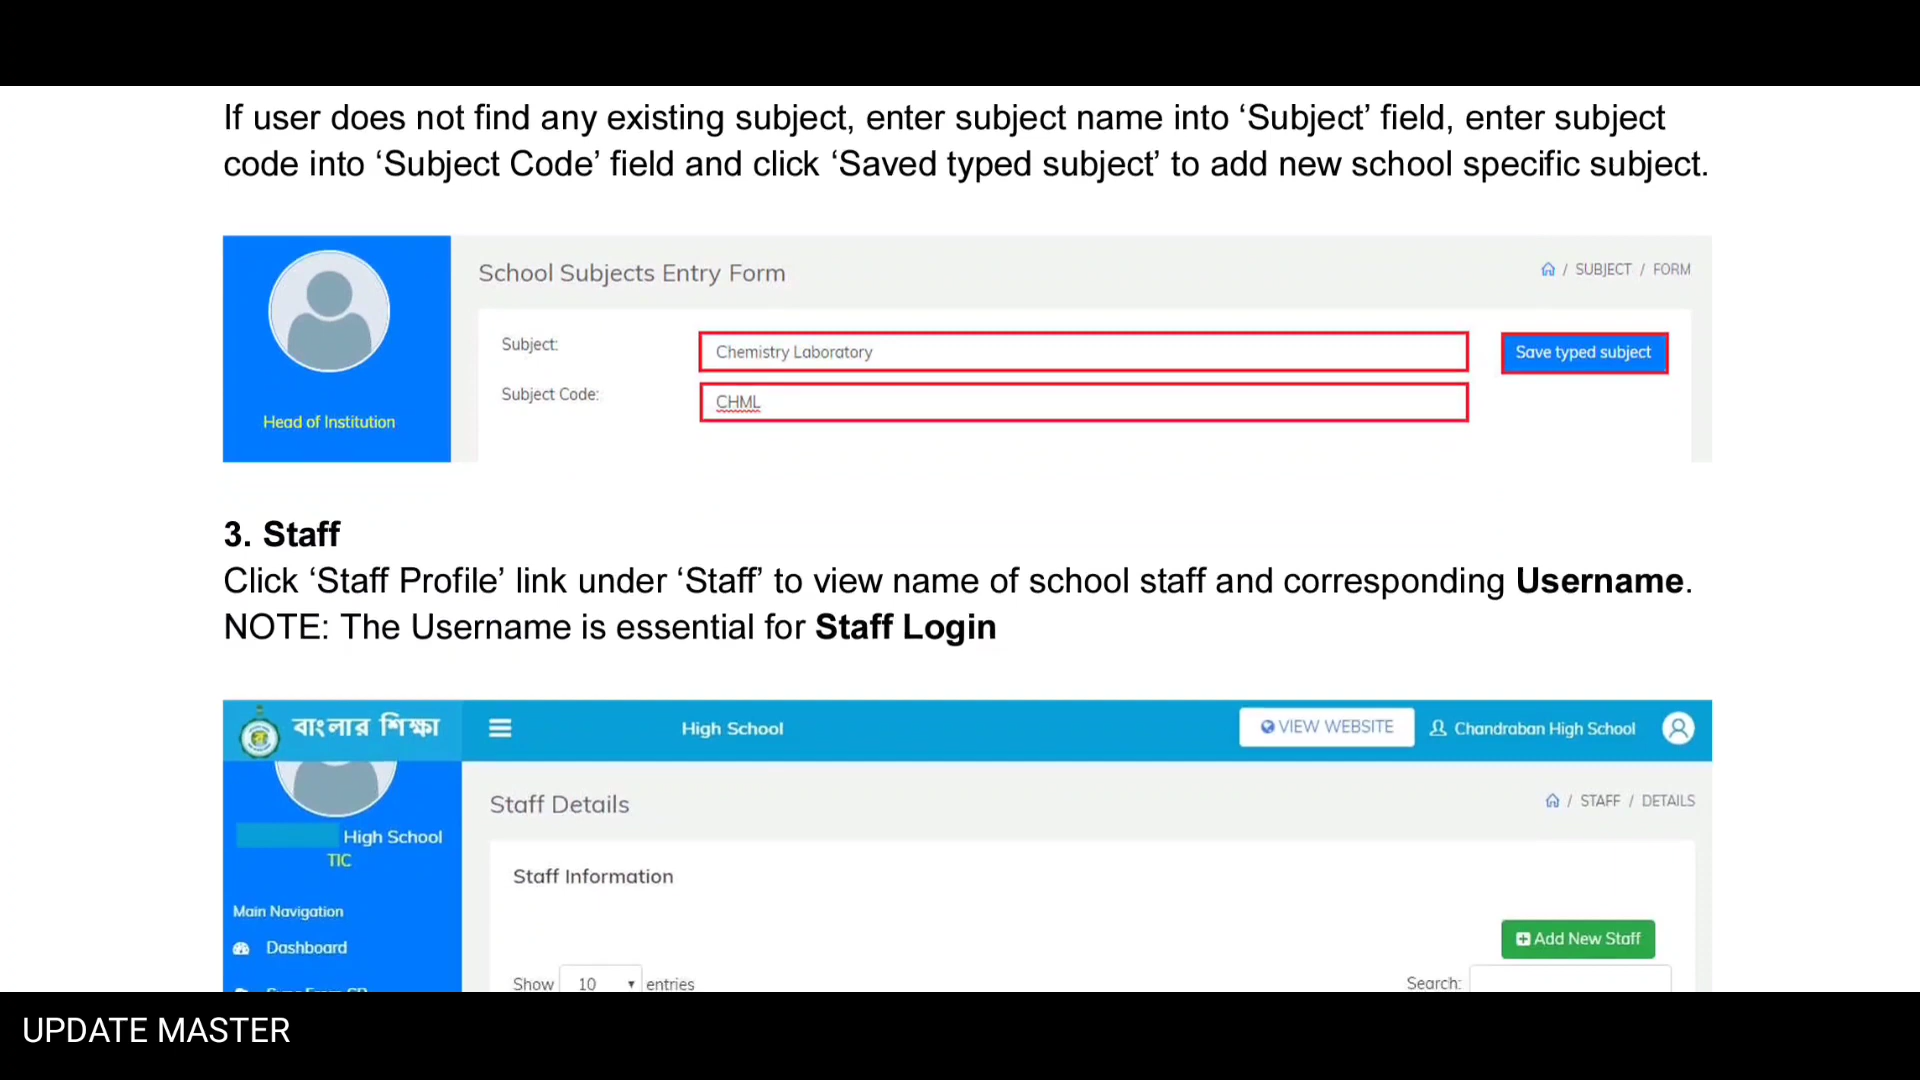 If user does not find any existing subject, enter subject name into ‘Subject’ field, enter subject
code into ‘Subject Code’ field and click ‘Saved typed subject’ to add new school specific subject.
School Subjects Entry Form
/ SUBJECT / FORM
Subject:
Chemistry Laboratory
Save typed subject
Subject Code:
CHML
Head of Institution
3. Staff
Click ‘Staff Profile’ link under ‘Staff’ to view name of school staff and corresponding Username.
NOTE: The Username is essential for Staff Login
বাংলার শিক্ষা
High School
VIEW WEBSITE
Chandraban High School
Staff Details
/ STAFF / DETAILS
High School
TIC
Staff Information
Main Navigation
Add New Staff
Dashboard
Show 10 entries
Search:
UPDATE MASTER